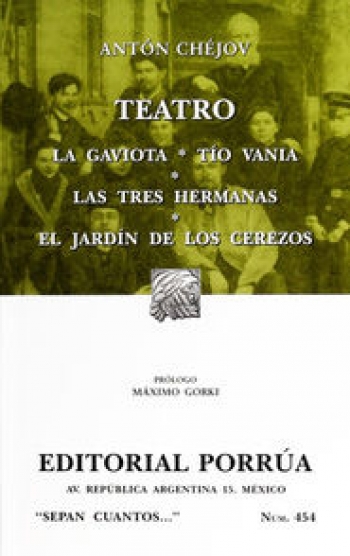 ANTÓN CHÉJOV
TEATRO
LA GAVIOTA * TÍO VANIA
*
LAS TRES HERMANAS
*
EL JARDÍN DE LOS CEREZOS
PRÓLOGO
MÁXIMO GORKI
EDITORIAL PORRÚA
AV. REPÚBLICA ARGENTINA 15. MÉXICO
"SEPAN CUANTOS..." NÚM. 454